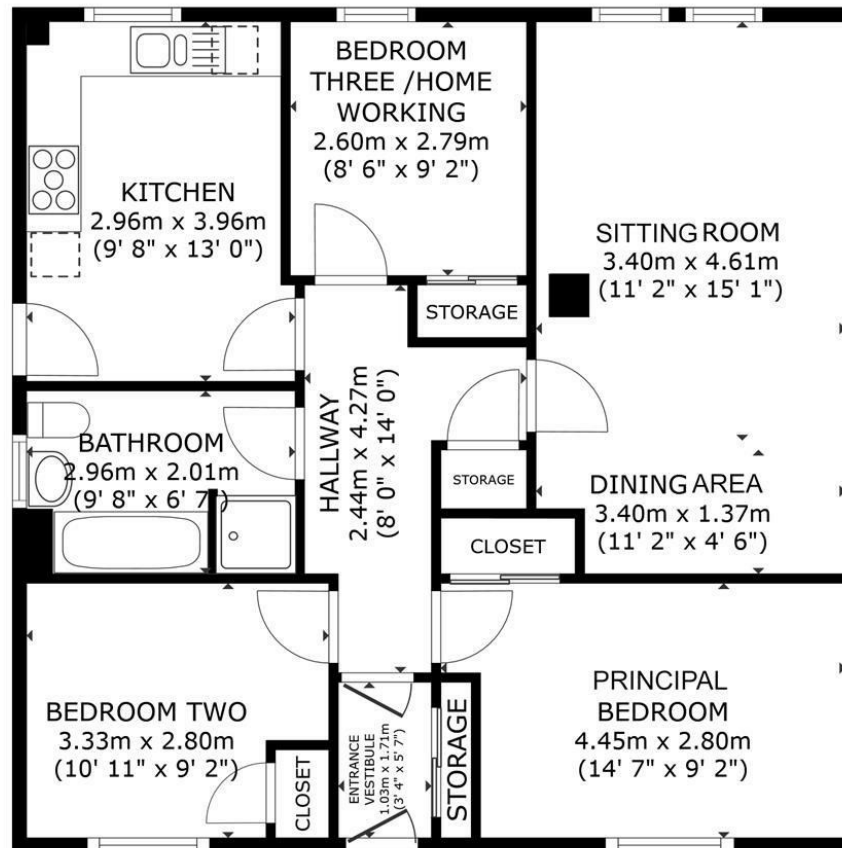 KITCHEN
2.96m x 3.96m
(9' 8" x 13' 0")
BEDROOM
THREE /HOME
WORKING
2.60m x 2.79m
(8' 6" x 9' 2")
SITTING ROOM
3.40m x 4.61m
(11' 2" x 15' 1")
STORAGE
HALLWAY
2.44m x 4.27m
(8' 0" x 14' 0")
BATHROOM
2.96m x 2.01m
(9' 8" x 6' 7")
STORAGE
DINING AREA
3.40m x 1.37m
(11' 2" x 4' 6")
CLOSET
BEDROOM TWO
3.33m x 2.80m
(10' 11" x 9' 2")
CLOSET
ENTRANCE
VESTIBULE
1.03m x 1.71m
(3' 4" x 5' 7")
STORAGE
PRINCIPAL
BEDROOM
4.45m x 2.80m
(14' 7" x 9' 2")